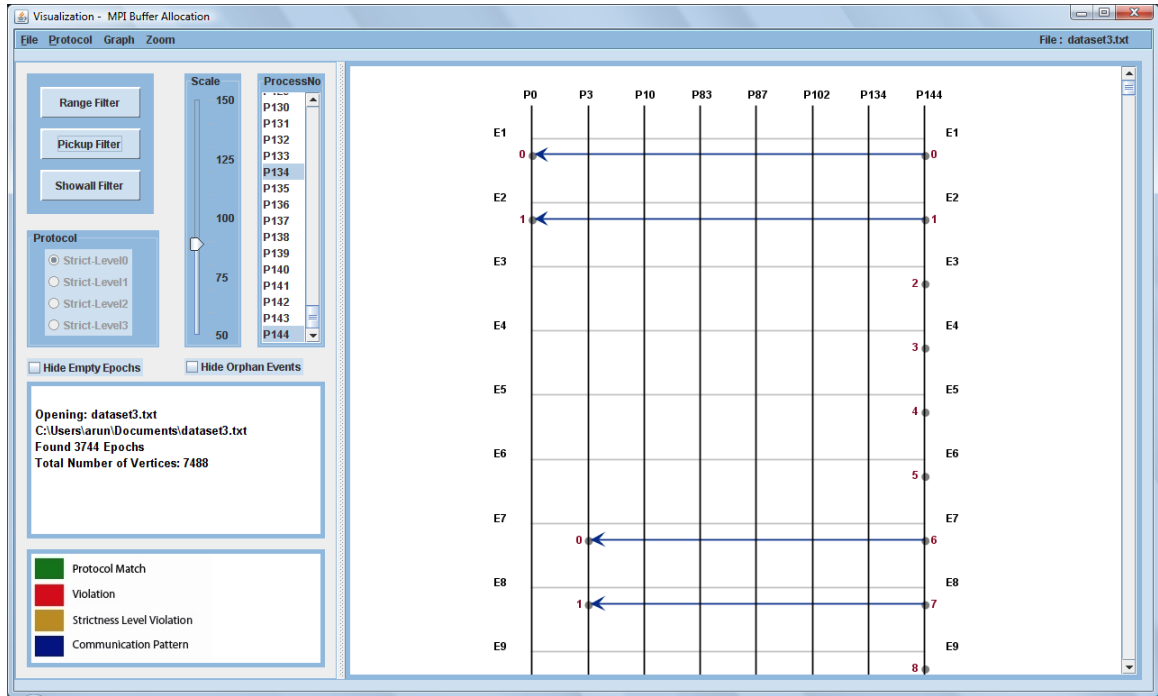 Visualization - MPI Buffer Allocation
File Protocol Graph Zoom
File : dataset3.txt
Range Filter
Pickup Filter
Showall Filter
Protocol
Strict-Level0
Strict-Level1
Strict-Level2
Strict-Level3
Scale
150
125
100
75
50
ProcessNo
P130
P131
P132
P133
P134
P135
P136
P137
P138
P139
P140
P141
P142
P143
P144
Hide Empty Epochs
Hide Orphan Events
Opening: dataset3.txt
C:\Users\arun\Documents\dataset3.txt
Found 3744 Epochs
Total Number of Vertices: 7488
Protocol Match
Violation
Strictness Level Violation
Communication Pattern
P0 P3 P10 P83 P87 P102 P134 P144
E1 E1
0 0
E2 E2
1 1
E3 E3
2
E4 E4
3
E5 E5
4
E6 E6
5
E7 E7
0 6
E8 E8
1 7
E9 E9
8